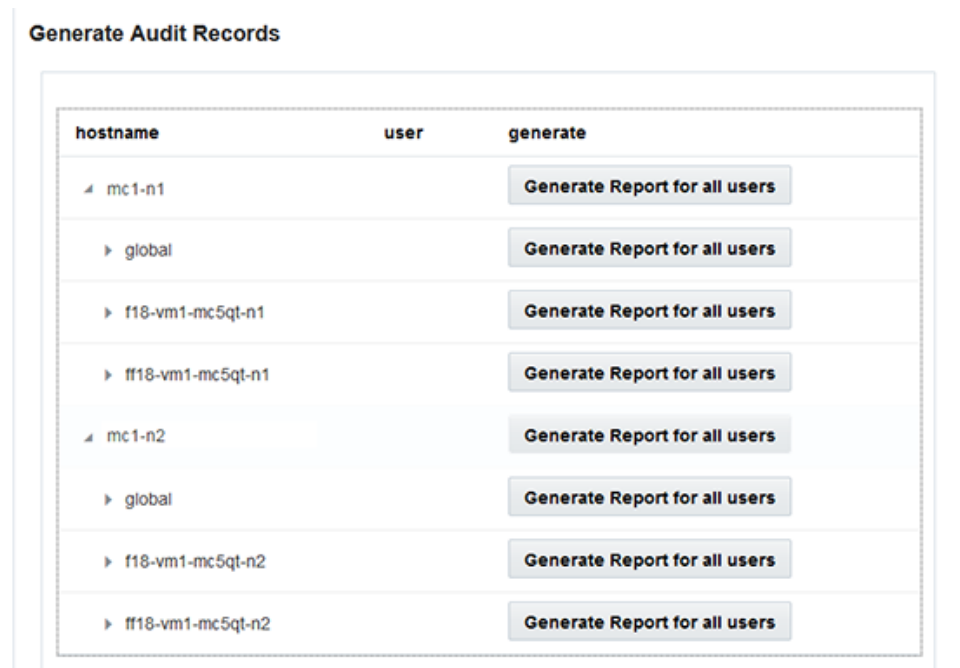 Generate Audit Records
hostname user generate
mc1-n1 Generate Report for all users
global Generate Report for all users
f18-vm1-mc5qt-n1 Generate Report for all users
ff18-vm1-mc5qt-n1 Generate Report for all users
mc1-n2 Generate Report for all users
global Generate Report for all users
f18-vm1-mc5qt-n2 Generate Report for all users
ff18-vm1-mc5qt-n2 Generate Report for all users